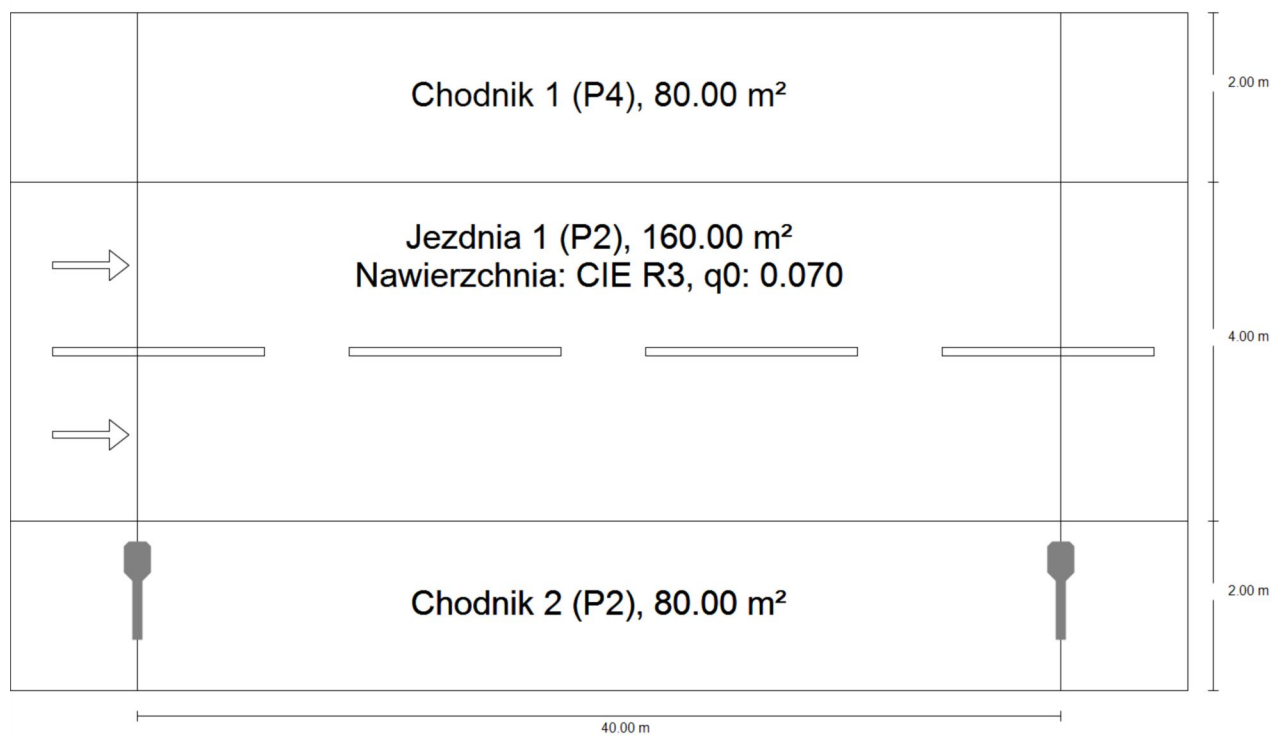 Chodnik 1 (P4), 80.00 m²
2.00 m
Jezdnia 1 (P2), 160.00 m²
Nawierzchnia: CIE R3, q0: 0.070
4.00 m
Chodnik 2 (P2), 80.00 m²
2.00 m
40.00 m